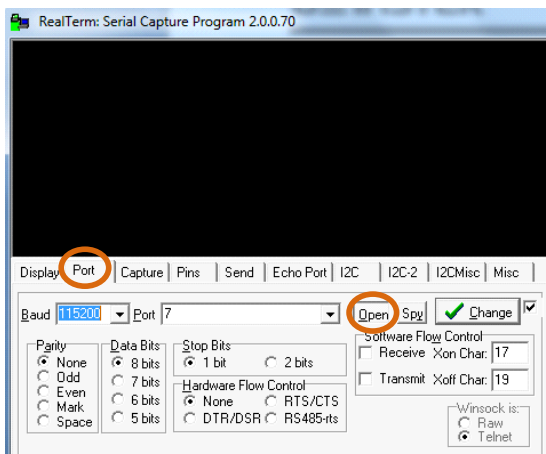 RealTerm: Serial Capture Program 2.0.0.70
Display Port Capture Pins Send Echo Port I2C I2C-2 I2CMisc Misc
Baud 115200 Port 7 Open Spy Change
Parity
None
Odd
Even
Mark
Space
Data Bits
8 bits
7 bits
6 bits
5 bits
Stop Bits
1 bit 2 bits
Hardware Flow Control
None RTS/CTS
DTR/DSR RS485-rts
Software Flow Control
Receive Xon Char: 17
Transmit Xoff Char: 19
Winsock is:
Raw
Telnet